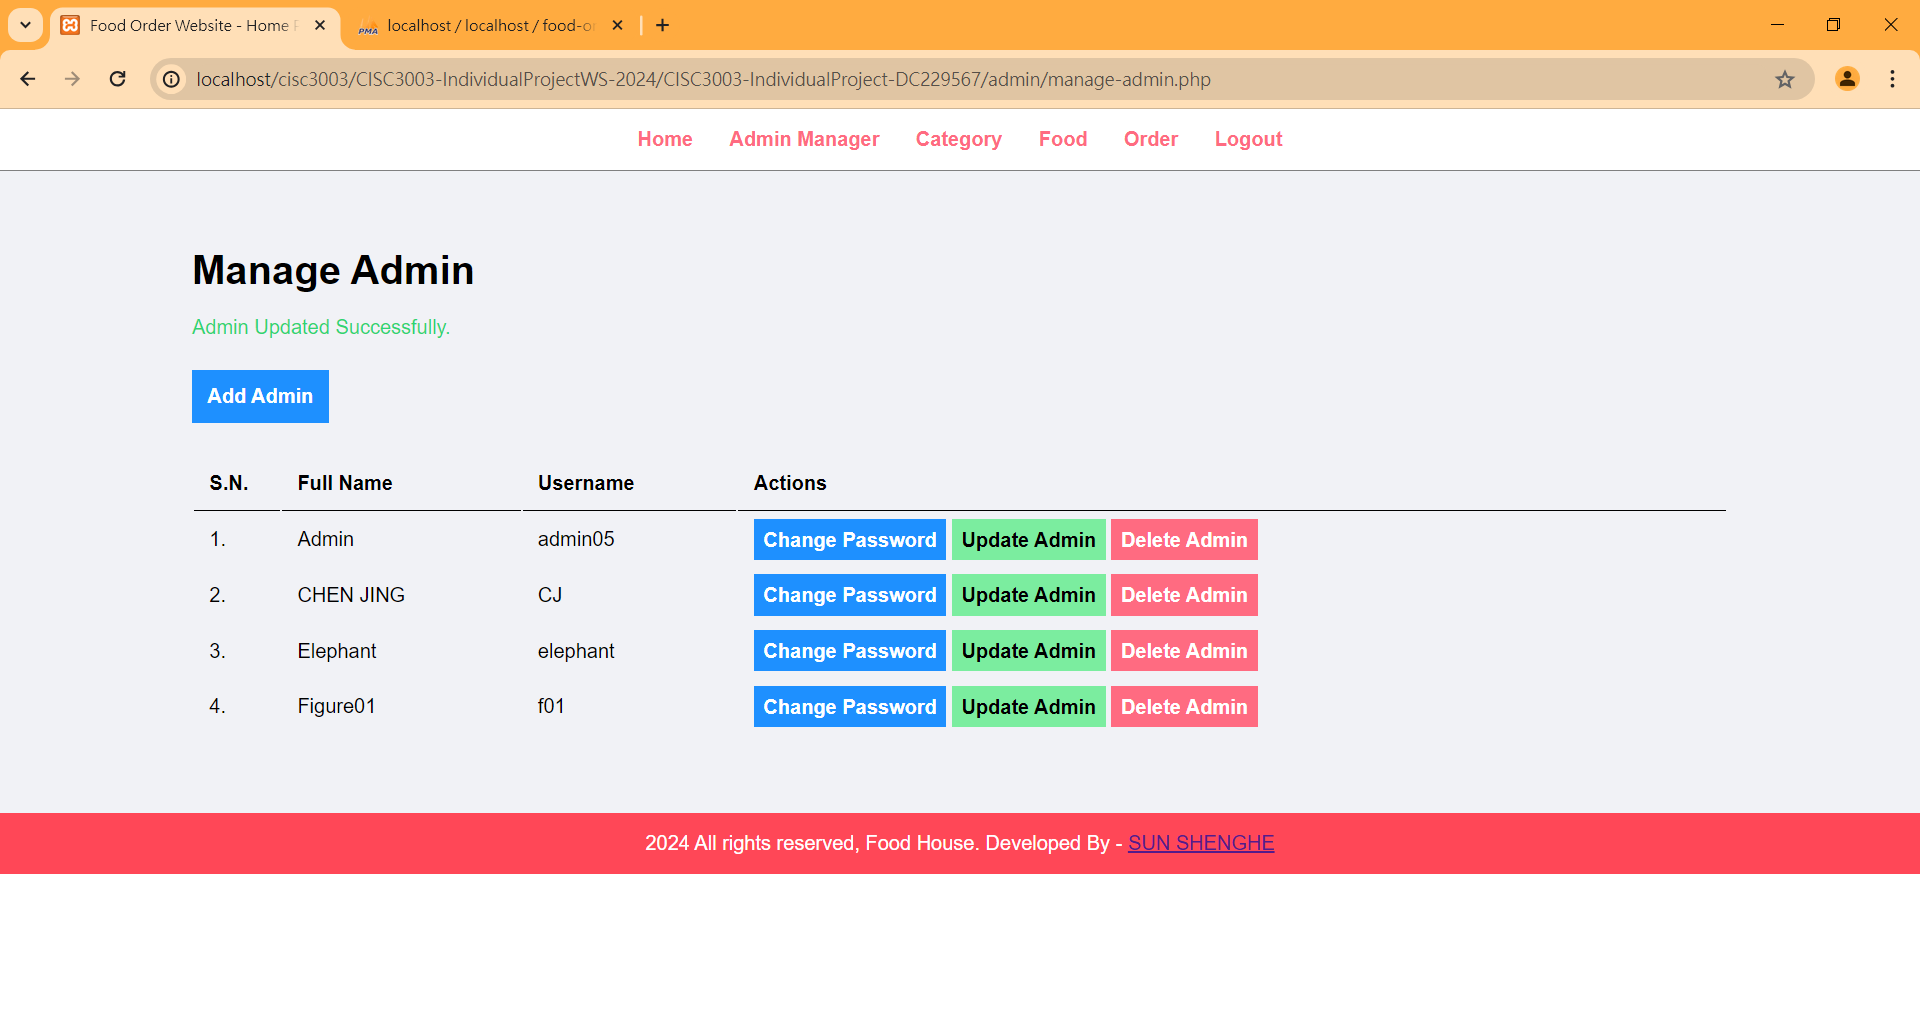 Food Order Website - Home
PMA localhost / localhost / food-o
localhost/cisc3003/CISC3003-IndividualProjectWS-2024/CISC3003-IndividualProject-DC229567/admin/manage-admin.php
Home Admin Manager Category Food Order Logout
Manage Admin
Admin Updated Successfully.
Add Admin
S.N. Full Name Username Actions
1. Admin admin05 Change Password Update Admin Delete Admin
2. CHEN JING CJ Change Password Update Admin Delete Admin
3. Elephant elephant Change Password Update Admin Delete Admin
4. Figure01 f01 Change Password Update Admin Delete Admin
2024 All rights reserved, Food House. Developed By - SUN SHENGHE